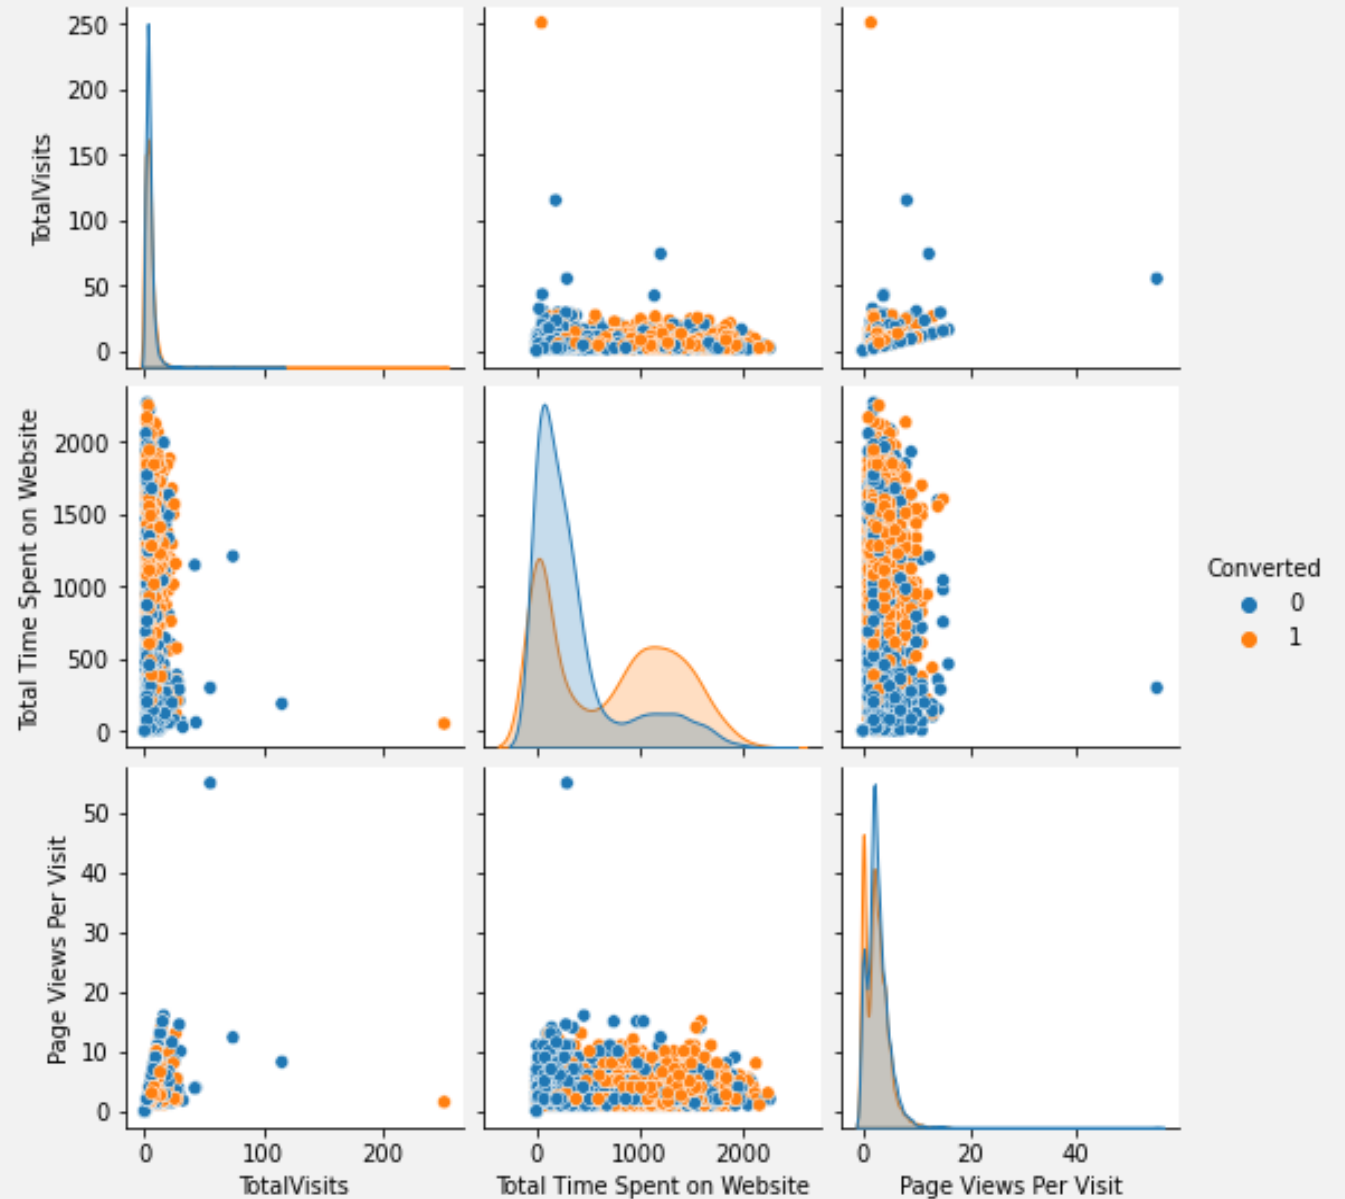 250
200
150
100
50
0
TotalVisits
2000
1500
1000
500
0
Total Time Spent on Website
Converted
0
1
50
40
30
20
10
0
Page Views Per Visit
0 100 200
0 1000 2000
0 20 40
TotalVisits
Total Time Spent on Website
Page Views Per Visit